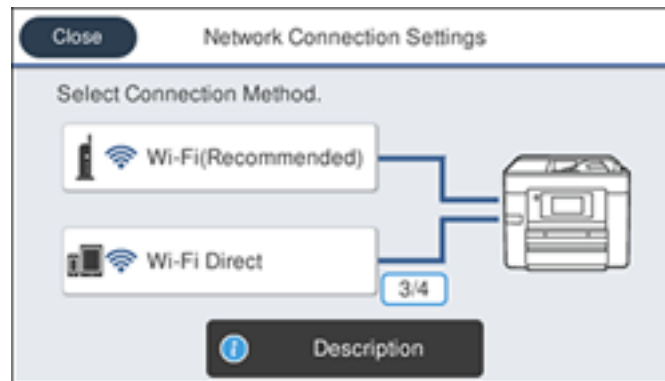 Close
Network Connection Settings
Select Connection Method.
Wi-Fi(Recommended)
Wi-Fi Direct
3/4
Description